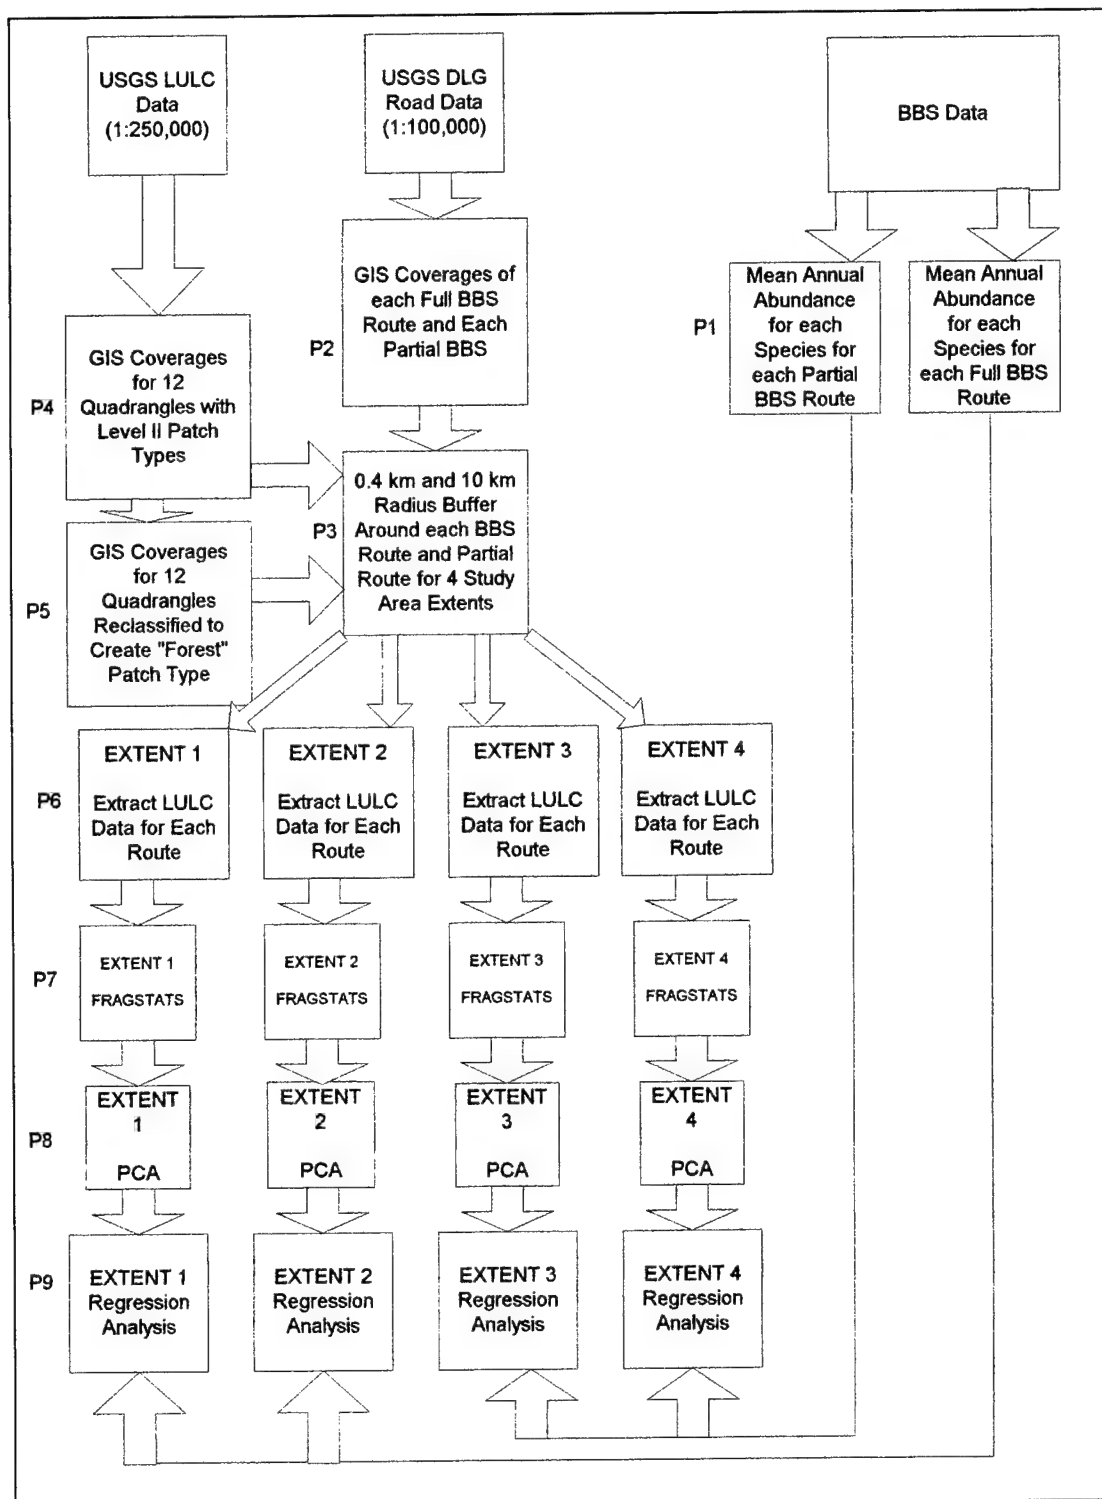 USGS LULC
Data
(1:250,000)
USGS DLG
Road Data
(1:100,000)
BBS Data
P1
Mean Annual
Abundance
for each
Species for
each Partial
BBS Route
Mean Annual
Abundance
for each
Species for
each Full BBS
Route
P2
GIS Coverages of
each Full BBS
Route and Each
Partial BBS
P4
GIS Coverages
for 12
Quadrangles with
Level II Patch
Types
P3
0.4 km and 10 km
Radius Buffer
Around each BBS
Route and Partial
Route for 4 Study
Area Extents
P5
GIS Coverages
for 12
Quadrangles
Reclassified to
Create "Forest"
Patch Type
P6
EXTENT 1
Extract LULC
Data for Each
Route
EXTENT 2
Extract LULC
Data for Each
Route
EXTENT 3
Extract LULC
Data for Each
Route
EXTENT 4
Extract LULC
Data for Each
Route
P7
EXTENT 1
FRAGSTATS
EXTENT 2
FRAGSTATS
EXTENT 3
FRAGSTATS
EXTENT 4
FRAGSTATS
P8
EXTENT
1
PCA
EXTENT
2
PCA
EXTENT
3
PCA
EXTENT
4
PCA
P9
EXTENT 1
Regression
Analysis
EXTENT 2
Regression
Analysis
EXTENT 3
Regression
Analysis
EXTENT 4
Regression
Analysis